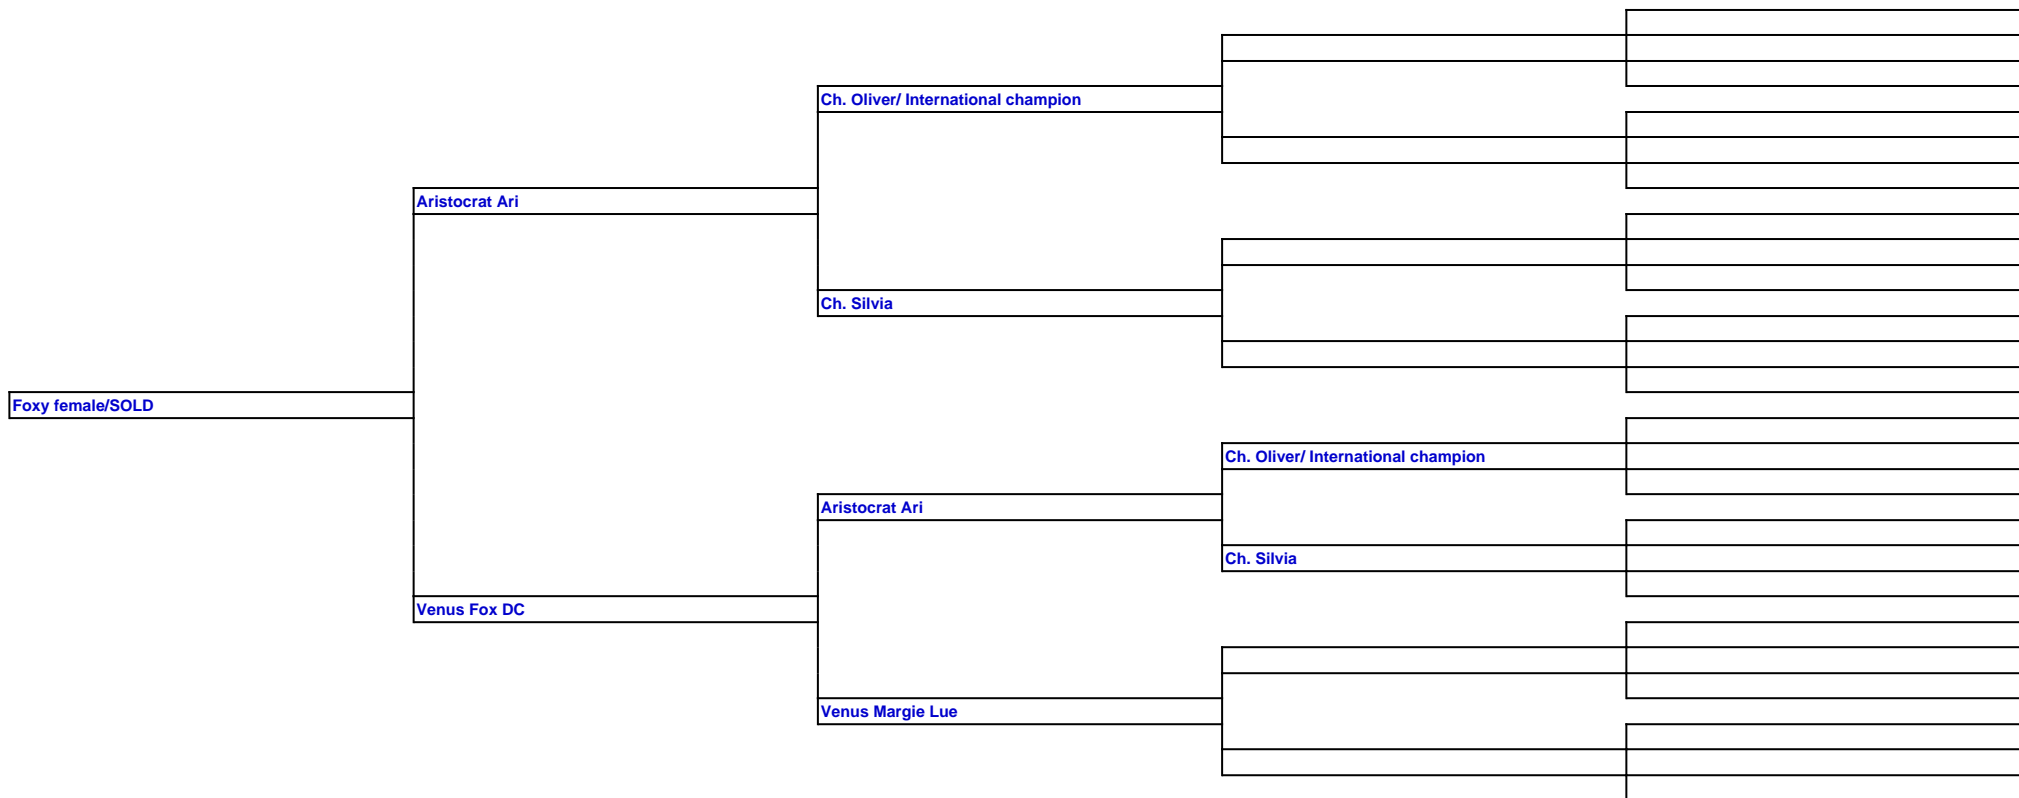 Ch. Oliver/ International champion
Aristocrat Ari
Ch. Silvia
Foxy female/SOLD
Ch. Oliver/ International champion
Aristocrat Ari
Ch. Silvia
Venus Fox DC
Venus Margie Lue